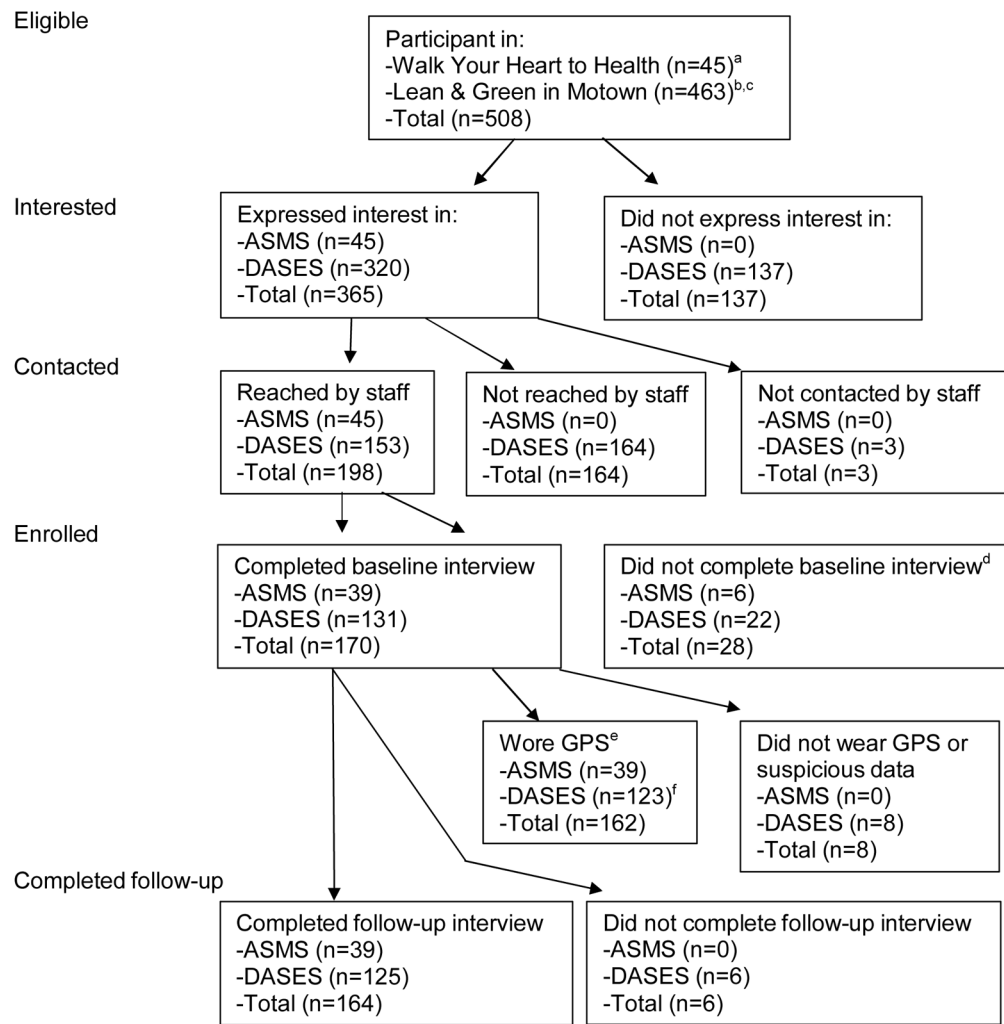 Eligible
Participant in:
-Walk Your Heart to Health (n=45)ᵃ
-Lean & Green in Motown (n=463)ᵇ,ᶜ
-Total (n=508)
Interested
Expressed interest in:
-ASMS (n=45)
-DASES (n=320)
-Total (n=365)
Did not express interest in:
-ASMS (n=0)
-DASES (n=137)
-Total (n=137)
Contacted
Reached by staff
-ASMS (n=45)
-DASES (n=153)
-Total (n=198)
Not reached by staff
-ASMS (n=0)
-DASES (n=164)
-Total (n=164)
Not contacted by staff
-ASMS (n=0)
-DASES (n=3)
-Total (n=3)
Enrolled
Completed baseline interview
-ASMS (n=39)
-DASES (n=131)
-Total (n=170)
Did not complete baseline interviewᵈ
-ASMS (n=6)
-DASES (n=22)
-Total (n=28)
Wore GPSᵉ
-ASMS (n=39)
-DASES (n=123)ᶠ
-Total (n=162)
Did not wear GPS or
suspicious data
-ASMS (n=0)
-DASES (n=8)
-Total (n=8)
Completed follow-up
Completed follow-up interview
-ASMS (n=39)
-DASES (n=125)
-Total (n=164)
Did not complete follow-up interview
-ASMS (n=0)
-DASES (n=6)
-Total (n=6)